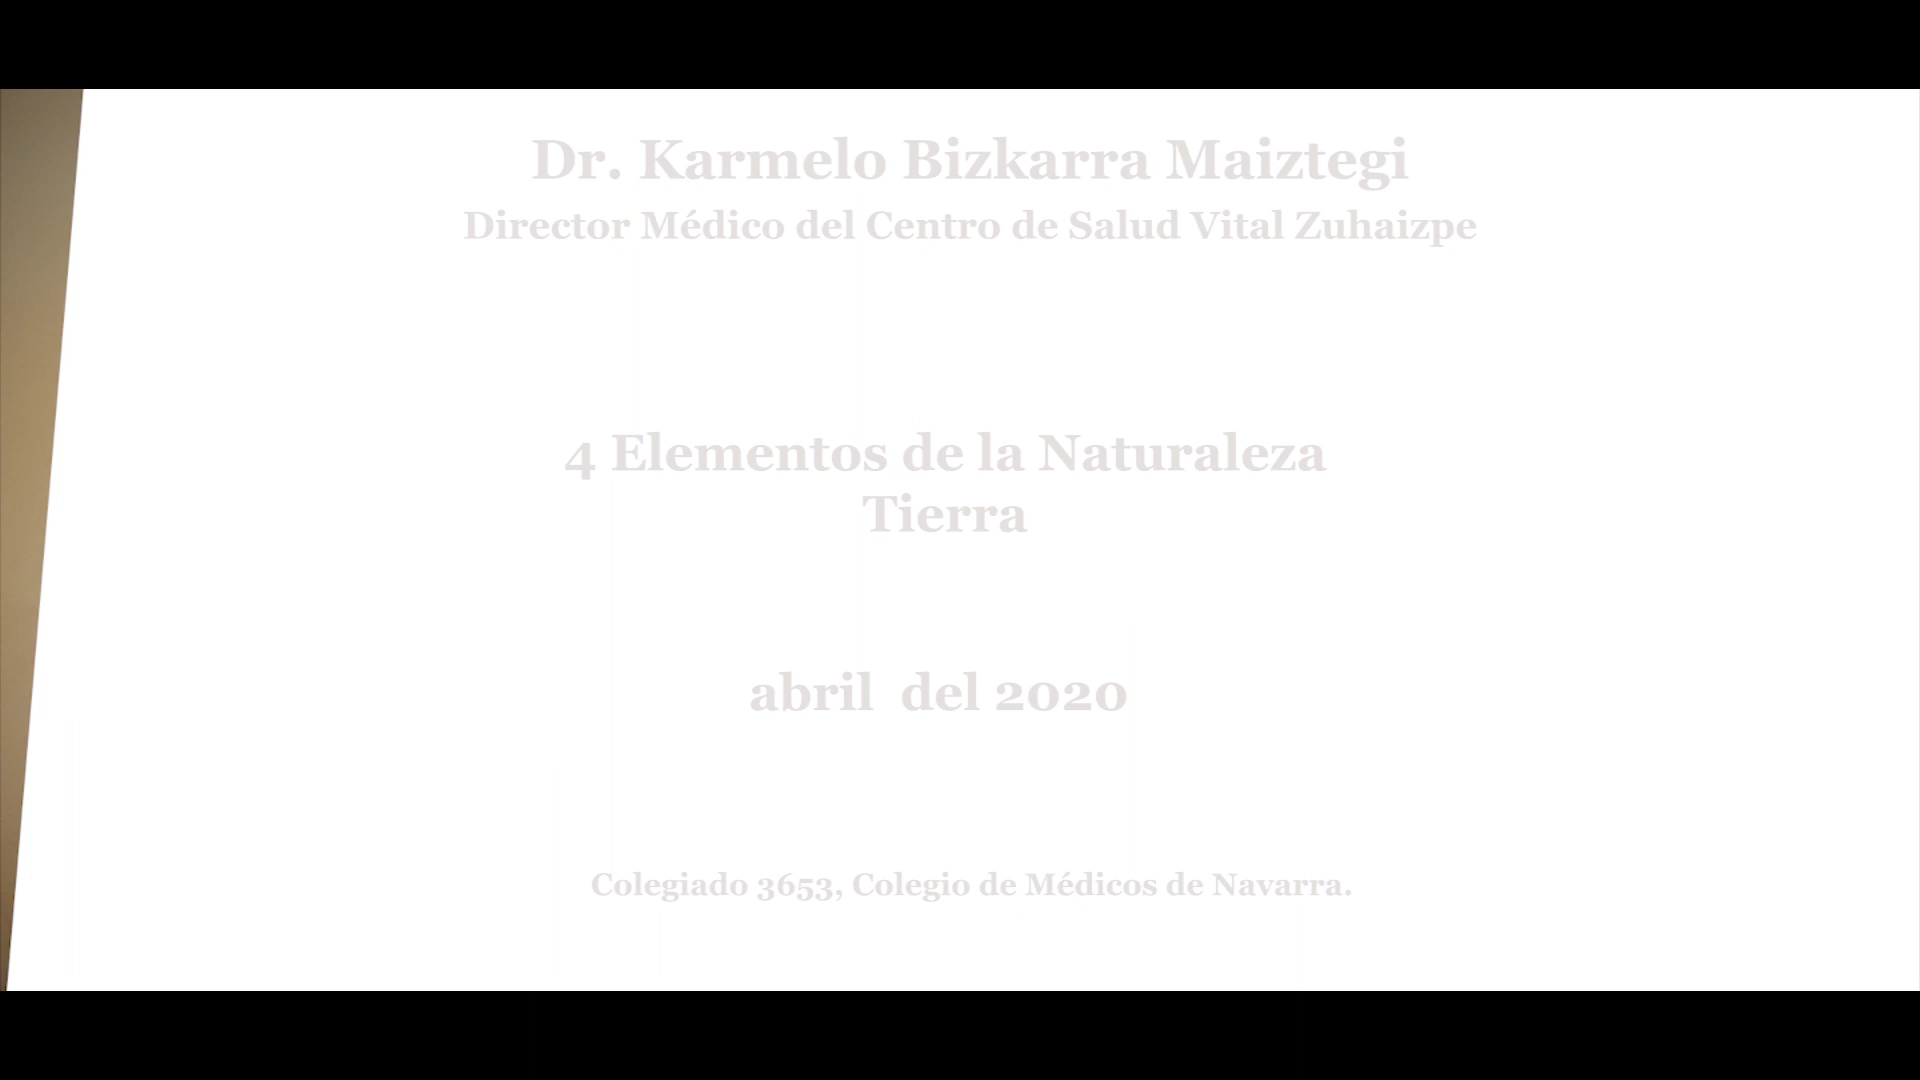 Dr. Karmelo Bizkarra Maiztegi
Director Médico del Centro de Salud Vital Zuhaizpe
4 Elementos de la Naturaleza
Tierra
abril  del 2020
Colegiado 3653, Colegio de Médicos de Navarra.